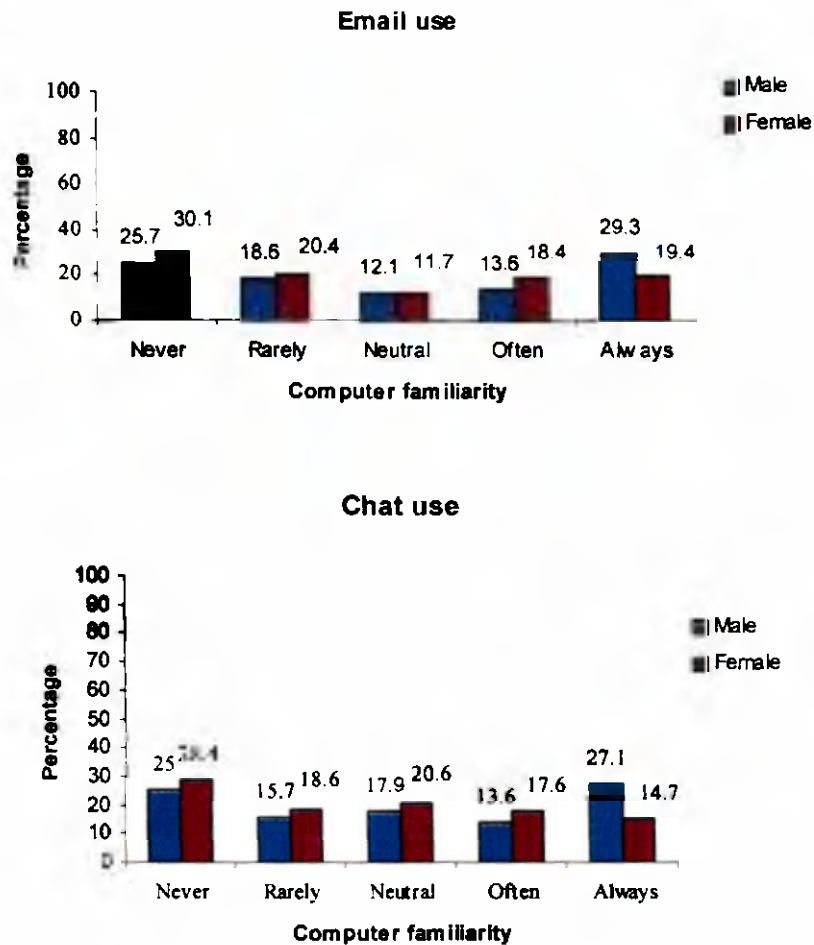 Email use
Male
Female
Percentage
100
80
60
40
20
0
25.7
30.1
18.6
20.4
12.1
11.7
13.6
18.4
29.3
19.4
Never
Rarely
Neutral
Often
Always
Computer familiarity
Chat use
Male
Female
Percentage
100
90
80
70
60
50
40
30
20
10
0
25
15.7
18.6
17.9
20.6
13.6
17.6
27.1
14.7
Never
Rarely
Neutral
Often
Always
Computer familiarity